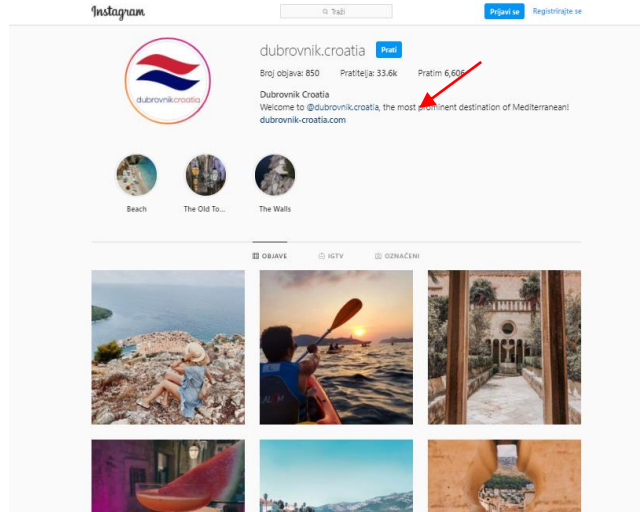 Instagram
Traži
Prijavi se
Registrirajte se
dubrovnikcroatia
dubrovnik.croatia Prati
Broj objava: 850 Pratitelja: 33.6k Pratim 6,606
Dubrovnik Croatia
Welcome to @dubrovnik.croatia, the most prominent destination of Mediterranean!
dubrovnik-croatia.com
Beach
The Old To...
The Walls
OBJAVE
IGTV
OZNAČENI